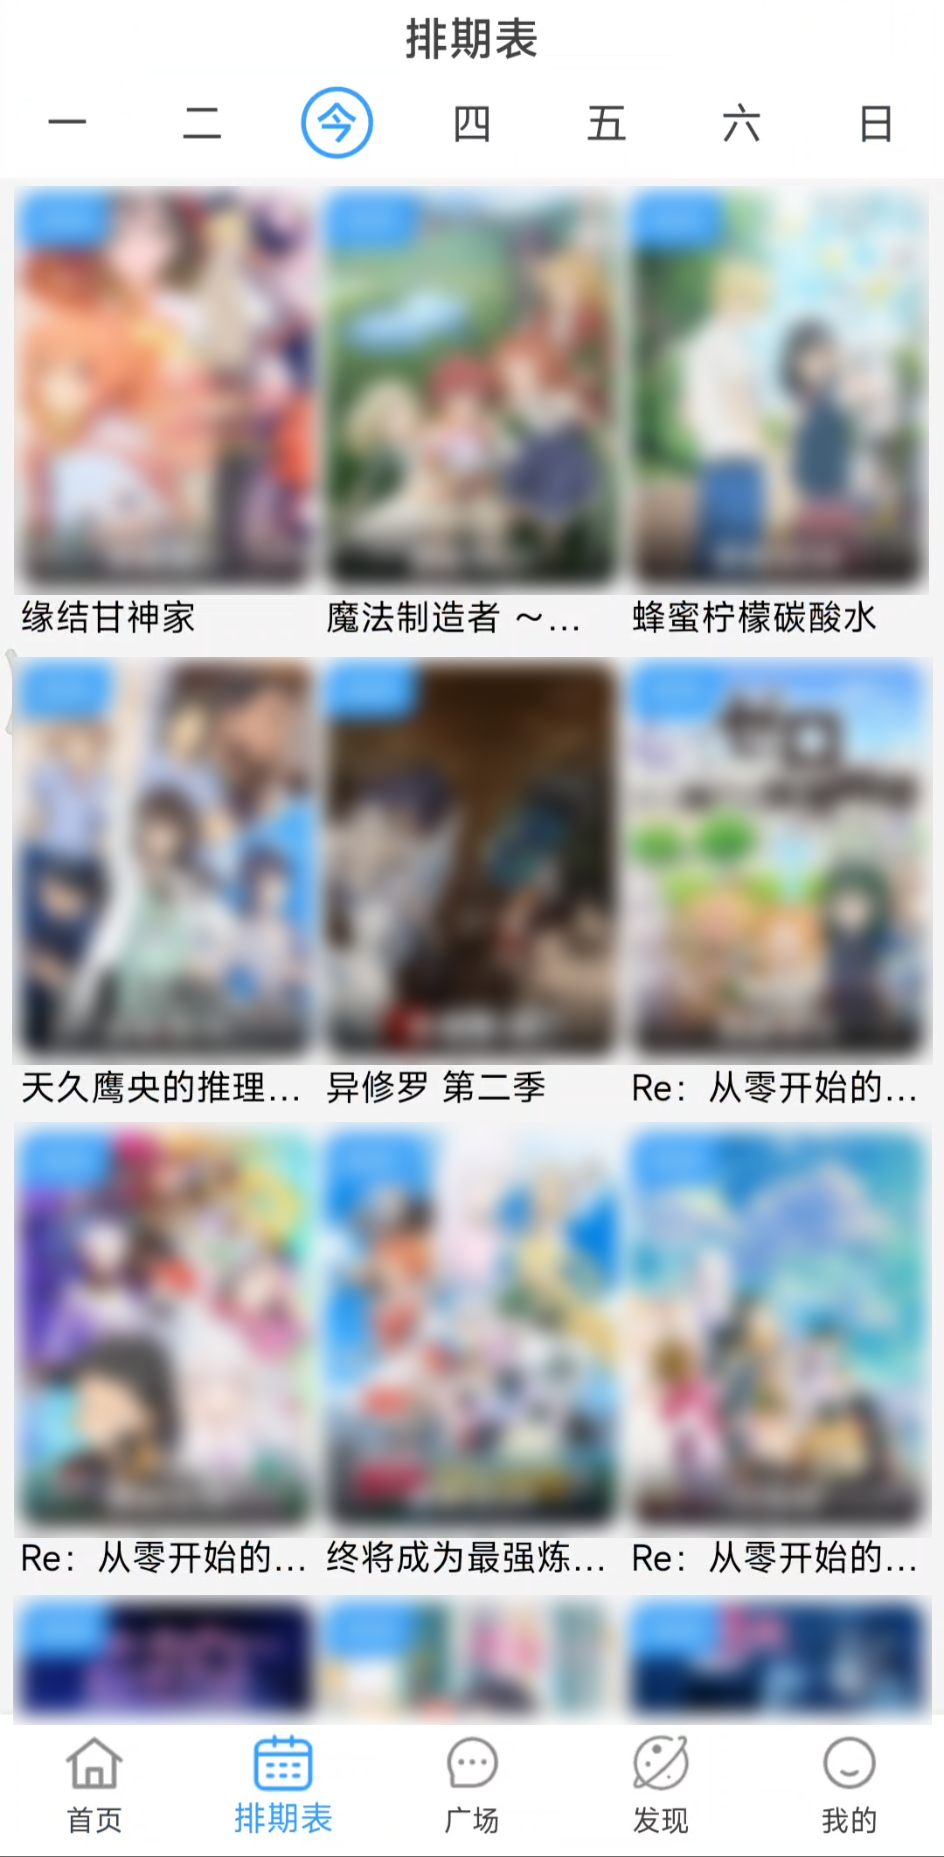 排期表
一 二 今 四 五 六 日
缘结甘神家 魔法制造者 ～... 蜂蜜柠檬碳酸水
天久鹰央的推理... 异修罗 第二季 Re：从零开始的...
Re：从零开始的... 终将成为最强炼... Re：从零开始的...
首页 排期表 广场 发现 我的